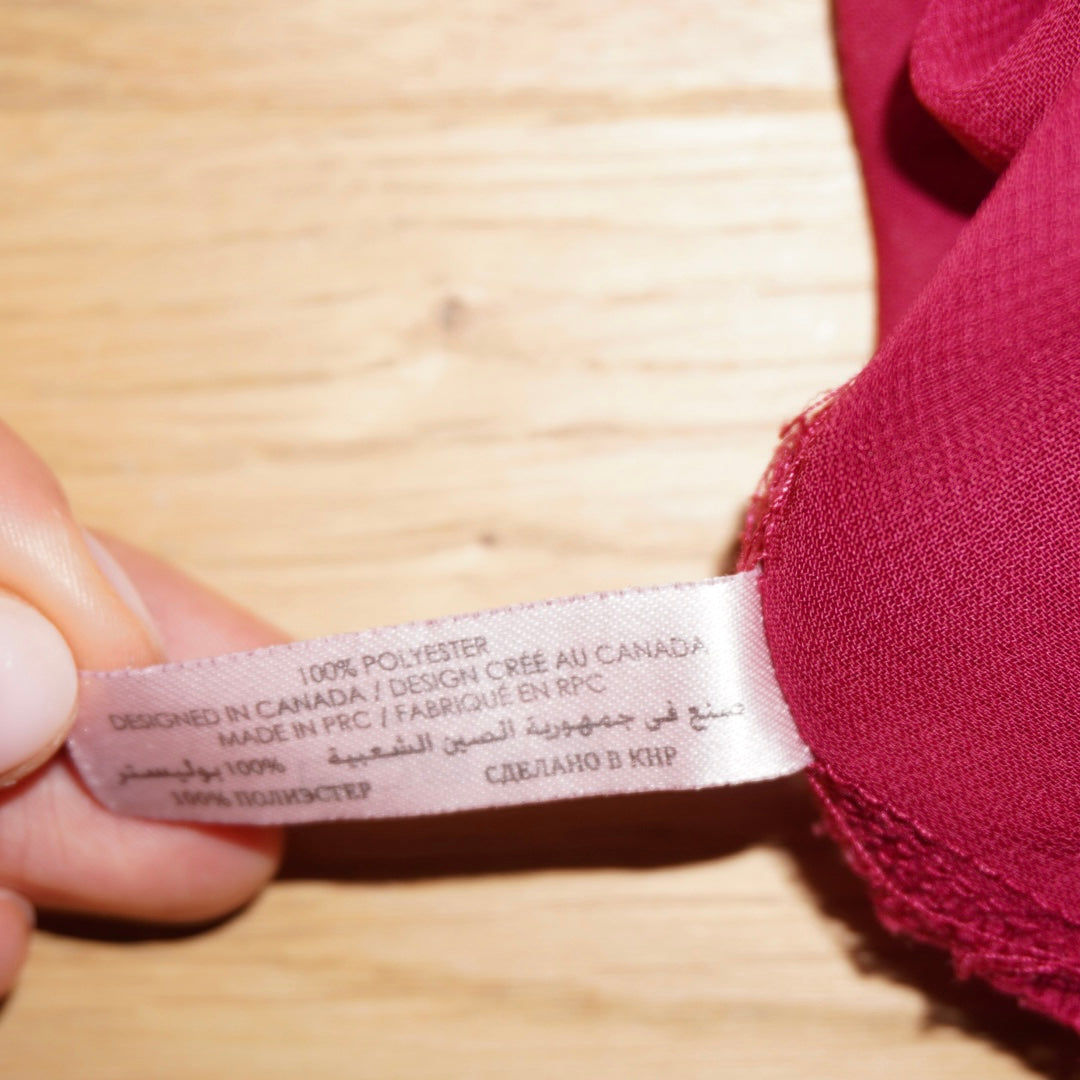 100% POLYESTER
DESIGNED IN CANADA / DESIGN CRÉÉ AU CANADA
MADE IN PRC / FABRIQUÉ EN RPC
صنع في جمهورية الصين الشعبية
100% بوليستر
СДЕЛАНО В КНР
100% ПОЛИЭСТЕР